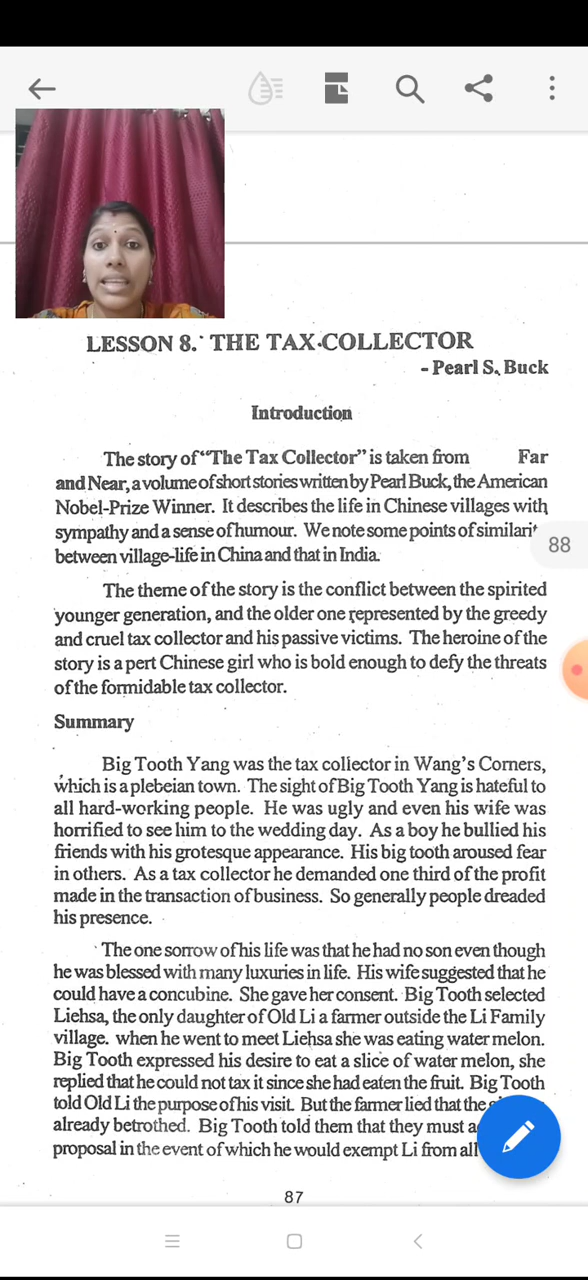 LESSON 8. THE TAX-COLLECTOR
- Pearl S. Buck
Introduction
The story of "The Tax Collector" is taken from Far
and Near, a volume of short stories written by Pearl Buck, the American
Nobel-Prize Winner. It describes the life in Chinese villages with
sympathy and a sense of humour. We note some points of
between village-life in China and that in India.
88
The theme of the story is the conflict between the spirited
younger generation, and the older one represented by the greedy
and cruel tax collector and his passive victims. The heroine of the
story is a pert Chinese girl who is bold enough to defy the threats
of the formidable tax collector.
Summary
Big Tooth Yang was the tax collector in Wang's Corners,
which is a plebeian town. The sight of Big Tooth Yang is hateful to
all hard-working people. He was ugly and even his wife was
horrified to see him to the wedding day. As a boy he bullied his
friends with his grotesque appearance. His big tooth aroused fear
in others. As a tax collector he demanded one third of the profit
made in the transaction of business. So generally people dreaded
his presence.
The one sorrow of his life was that he had no son even though
he was blessed with many luxuries in life. His wife suggested that he
could have a concubine. She gave her consent. Big Tooth selected
Liehsa, the only daughter of Old Li a farmer outside the Li Family
village. when he went to meet Liehsa she was eating water melon.
Big Tooth expressed his desire to eat a slice of water melon, she
replied that he could not tax it since she had eaten the fruit. Big Tooth
told Old Li the purpose of his visit. But the farmer lied that the
already betrothed. Big Tooth told them that they must
proposal in the event of which he would exempt Li from all
87